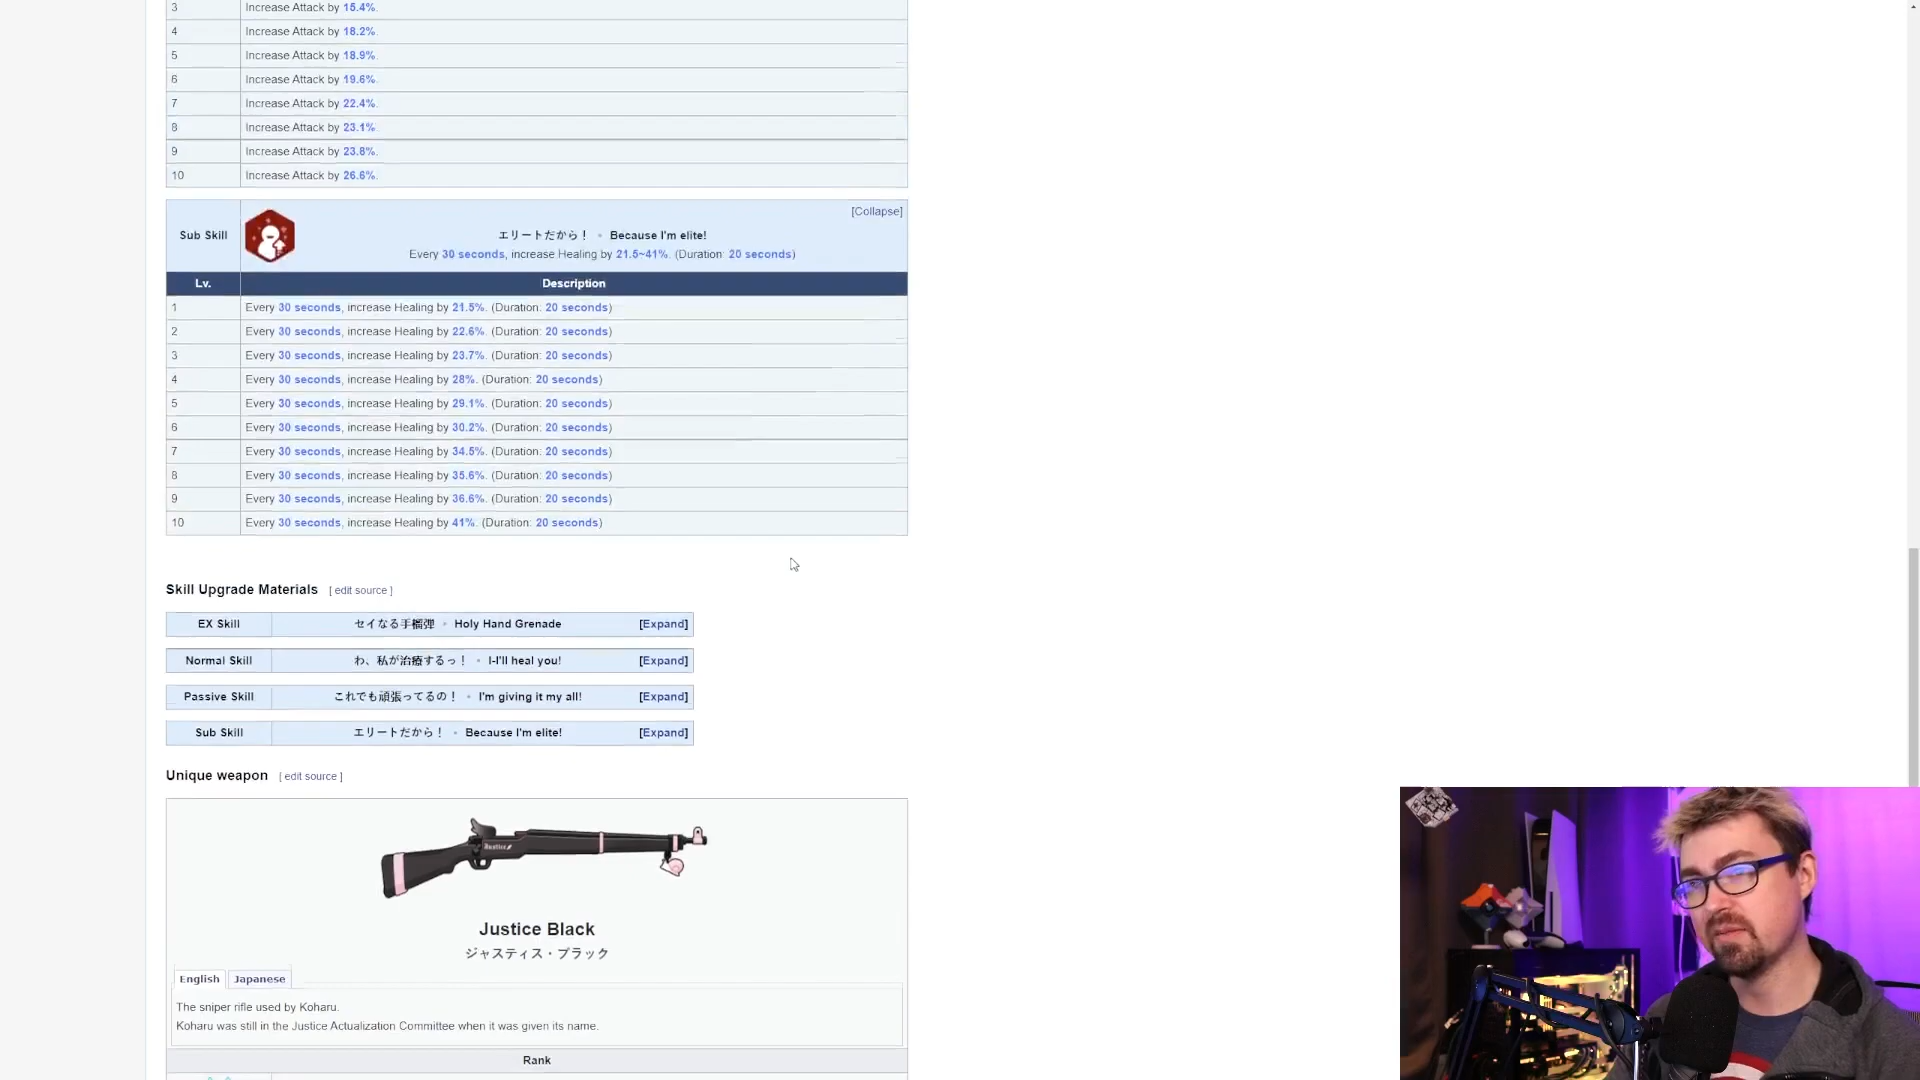 3 Increase Attack by 15.4%.
4 Increase Attack by 18.2%.
5 Increase Attack by 18.9%.
6 Increase Attack by 19.6%.
7 Increase Attack by 22.4%.
8 Increase Attack by 23.1%.
9 Increase Attack by 23.8%.
10 Increase Attack by 26.6%.
[Collapse]
Sub Skill エリートだから！ • Because I'm elite!
Every 30 seconds, increase Healing by 21.5~41%. (Duration: 20 seconds)
Lv. Description
1 Every 30 seconds, increase Healing by 21.5%. (Duration: 20 seconds)
2 Every 30 seconds, increase Healing by 22.6%. (Duration: 20 seconds)
3 Every 30 seconds, increase Healing by 23.7%. (Duration: 20 seconds)
4 Every 30 seconds, increase Healing by 28%. (Duration: 20 seconds)
5 Every 30 seconds, increase Healing by 29.1%. (Duration: 20 seconds)
6 Every 30 seconds, increase Healing by 30.2%. (Duration: 20 seconds)
7 Every 30 seconds, increase Healing by 34.5%. (Duration: 20 seconds)
8 Every 30 seconds, increase Healing by 35.6%. (Duration: 20 seconds)
9 Every 30 seconds, increase Healing by 36.6%. (Duration: 20 seconds)
10 Every 30 seconds, increase Healing by 41%. (Duration: 20 seconds)
Skill Upgrade Materials [ edit source ]
EX Skill セイなる手榴弾 • Holy Hand Grenade [Expand]
Normal Skill わ、私が治療するっ！ • I-I'll heal you! [Expand]
Passive Skill これでも頑張ってるの！ • I'm giving it my all! [Expand]
Sub Skill エリートだから！ • Because I'm elite! [Expand]
Unique weapon [ edit source ]
Justice
Justice Black
ジャスティス・ブラック
English Japanese
The sniper rifle used by Koharu.
Koharu was still in the Justice Actualization Committee when it was given its name.
Rank